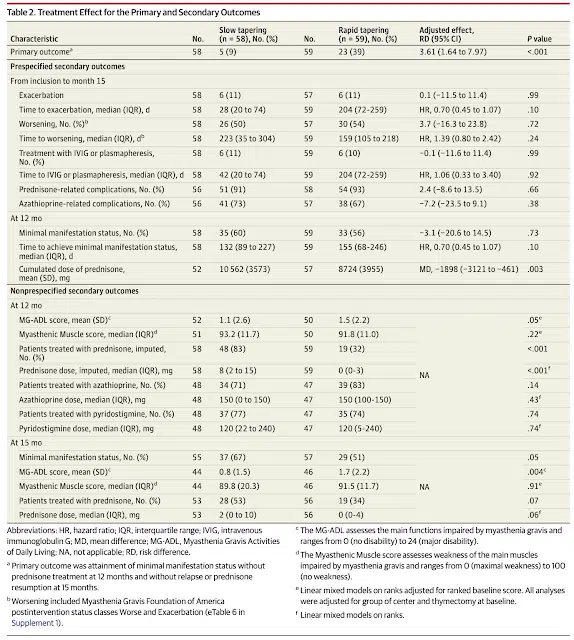 Table 2. Treatment Effect for the Primary and Secondary Outcomes
Characteristic No. Slow tapering (n = 58), No. (%) No. Rapid tapering (n = 59), No. (%) Adjusted effect, RD (95% CI) P value
Primary outcomeᵃ 58 5 (9) 59 23 (39) 3.61 (1.64 to 7.97) <.001
Prespecified secondary outcomes
From inclusion to month 15
Exacerbation 58 6 (11) 57 6 (11) 0.1 (−11.5 to 11.4) .99
Time to exacerbation, median (IQR), d 58 28 (20 to 74) 59 204 (72-259) HR, 0.70 (0.45 to 1.07) .10
Worsening, No. (%)ᵇ 58 26 (50) 57 30 (54) 3.7 (−16.3 to 23.8) .72
Time to worsening, median (IQR), dᵇ 58 223 (35 to 304) 59 159 (105 to 218) HR, 1.39 (0.80 to 2.42) .24
Treatment with IVIG or plasmapheresis, No. (%) 58 6 (11) 59 6 (10) −0.1 (−11.6 to 11.4) .99
Time to IVIG or plasmapheresis, median (IQR), d 58 42 (20 to 74) 59 204 (72-259) HR, 1.06 (0.33 to 3.40) .92
Prednisone-related complications, No. (%) 56 51 (91) 58 54 (93) 2.4 (−8.6 to 13.5) .66
Azathioprine-related complications, No. (%) 56 41 (73) 57 38 (67) −7.2 (−23.5 to 9.1) .38
At 12 mo
Minimal manifestation status, No. (%) 58 35 (60) 59 33 (56) −3.1 (−20.6 to 14.5) .73
Time to achieve minimal manifestation status, median (IQR), d 58 132 (89 to 227) 59 155 (68-246) HR, 0.70 (0.45 to 1.07) .10
Cumulated dose of prednisone, mean (SD), mg 52 10 562 (3573) 57 8724 (3955) MD, −1898 (−3121 to −461) .003
Nonprespecified secondary outcomes
At 12 mo
MG-ADL score, mean (SD)ᶜ 52 1.1 (2.6) 50 1.5 (2.2) .05ᵉ
Myasthenic Muscle score, median (IQR)ᵈ 51 93.2 (11.7) 50 91.8 (11.0) .22ᵉ
Patients treated with prednisone, imputed, No. (%) 58 48 (83) 59 19 (32) <.001
Prednisone dose, imputed, median (IQR), mg 58 8 (2 to 15) 59 0 (0-3) NA <.001ᶠ
Patients treated with azathioprine, No. (%) 48 34 (71) 47 39 (83) .14
Azathioprine dose, median (IQR), mg 48 150 (0 to 150) 47 150 (100-150) .43ᶠ
Patients treated with pyridostigmine, No. (%) 48 37 (77) 47 35 (74) .74
Pyridostigmine dose, median (IQR), mg 48 120 (22 to 240) 47 120 (5-240) .74ᶠ
At 15 mo
Minimal manifestation status, No. (%) 55 37 (67) 57 29 (51) .05
MG-ADL score, mean (SD)ᶜ 44 0.8 (1.5) 46 1.7 (2.2) .004ᶜ
Myasthenic Muscle score, median (IQR)ᵈ 44 89.8 (20.3) 46 91.5 (11.7) NA .91ᵉ
Patients treated with prednisone, No. (%) 53 28 (53) 56 19 (34) .07
Prednisone dose, median (IQR), mg 53 2 (0 to 10) 56 0 (0-4) .06ᶠ
Abbreviations: HR, hazard ratio; IQR, interquartile range; IVIG, intravenous
immunoglobulin G; MD, mean difference; MG-ADL, Myasthenia Gravis Activities
of Daily Living; NA, not applicable; RD, risk difference.
ᵃ Primary outcome was attainment of minimal manifestation status without
prednisone treatment at 12 months and without relapse or prednisone
resumption at 15 months.
ᵇ Worsening included Myasthenia Gravis Foundation of America
postintervention status classes Worse and Exacerbation (eTable 6 in
Supplement 1).
ᶜ The MG-ADL assesses the main functions impaired by myasthenia gravis and
ranges from 0 (no disability) to 24 (major disability).
ᵈ The Myasthenic Muscle score assesses weakness of the main muscles
impaired by myasthenia gravis and ranges from 0 (maximal weakness) to 100
(no weakness).
ᵉ Linear mixed models on ranks adjusted for ranked baseline score. All analyses
were adjusted for group of center and thymectomy at baseline.
ᶠ Linear mixed models on ranks.